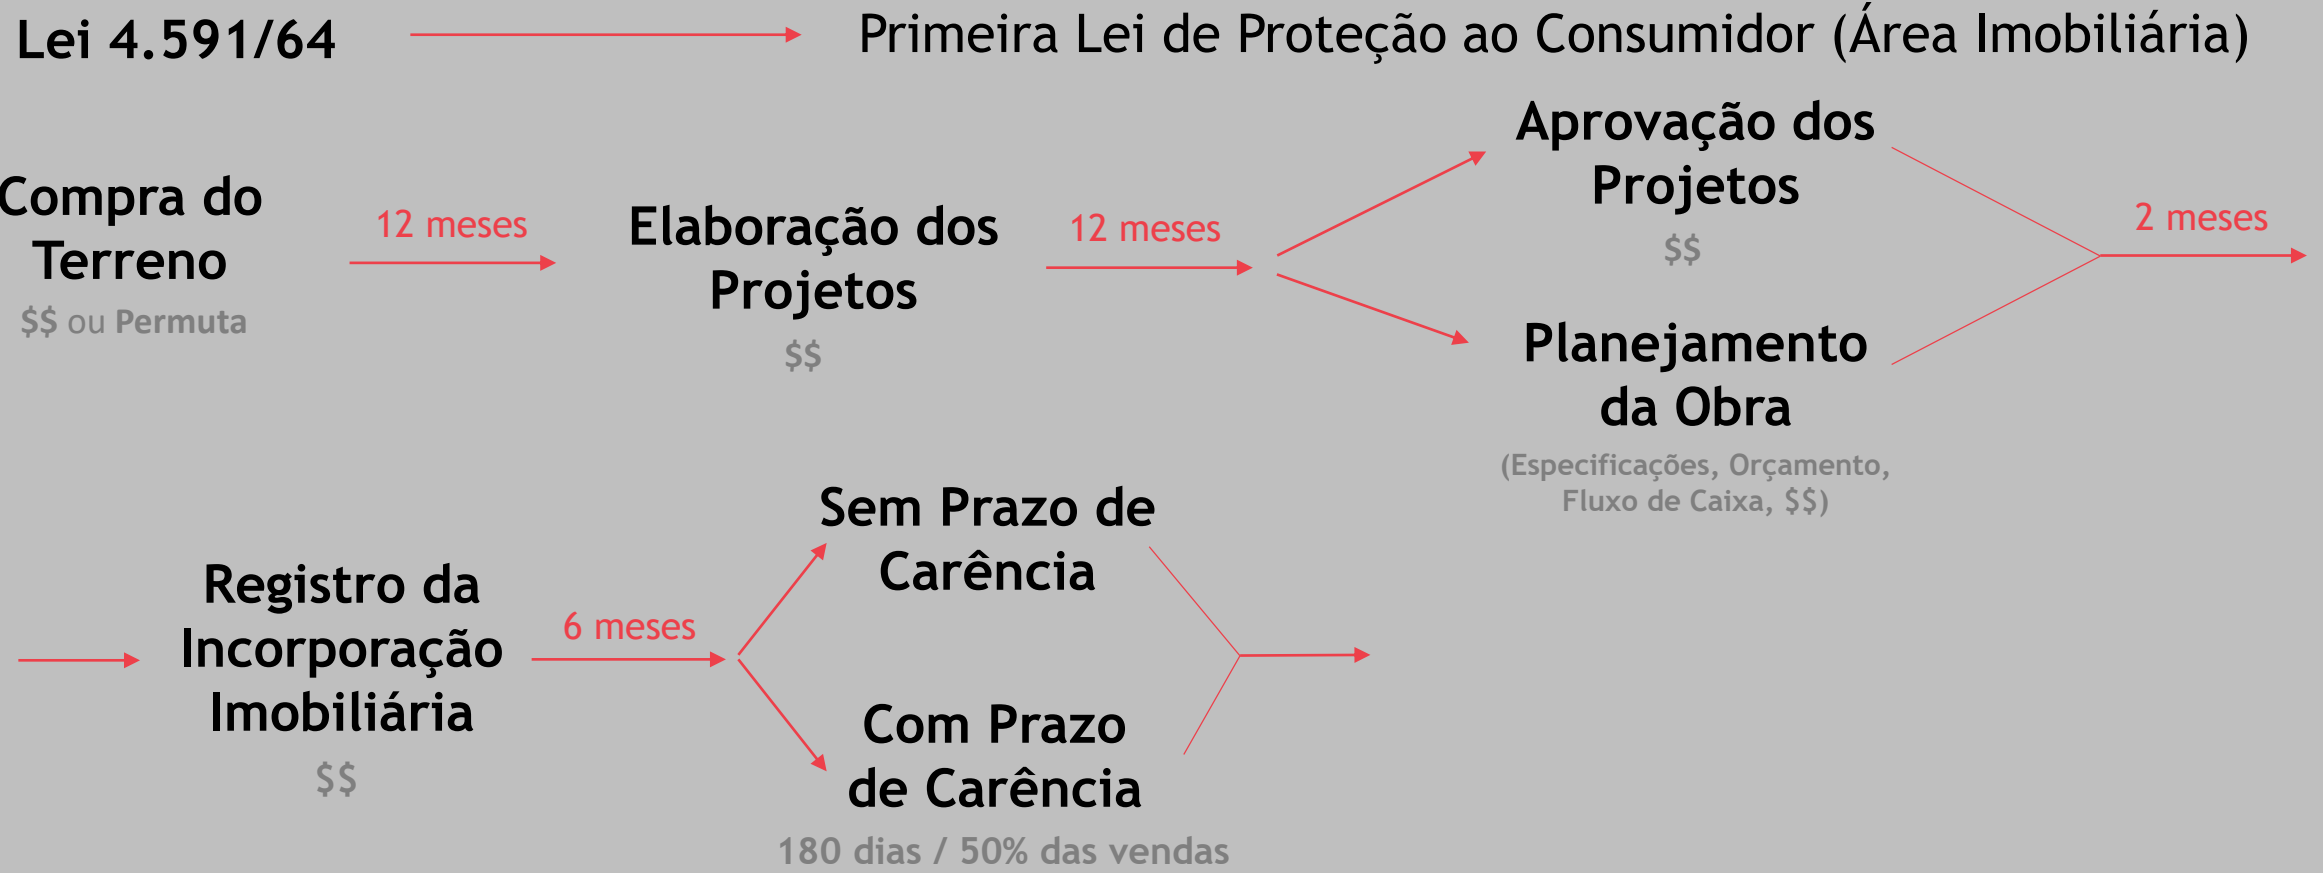 Lei 4.591/64
Primeira Lei de Proteção ao Consumidor (Área Imobiliária)
Compra do
Terreno
$$ ou Permuta
12 meses
Elaboração dos
Projetos
$$
12 meses
Aprovação dos
Projetos
$$
Planejamento
da Obra
(Especificações, Orçamento,
Fluxo de Caixa, $$)
2 meses
Registro da
Incorporação
Imobiliária
$$
6 meses
Sem Prazo de
Carência
Com Prazo
de Carência
180 dias / 50% das vendas